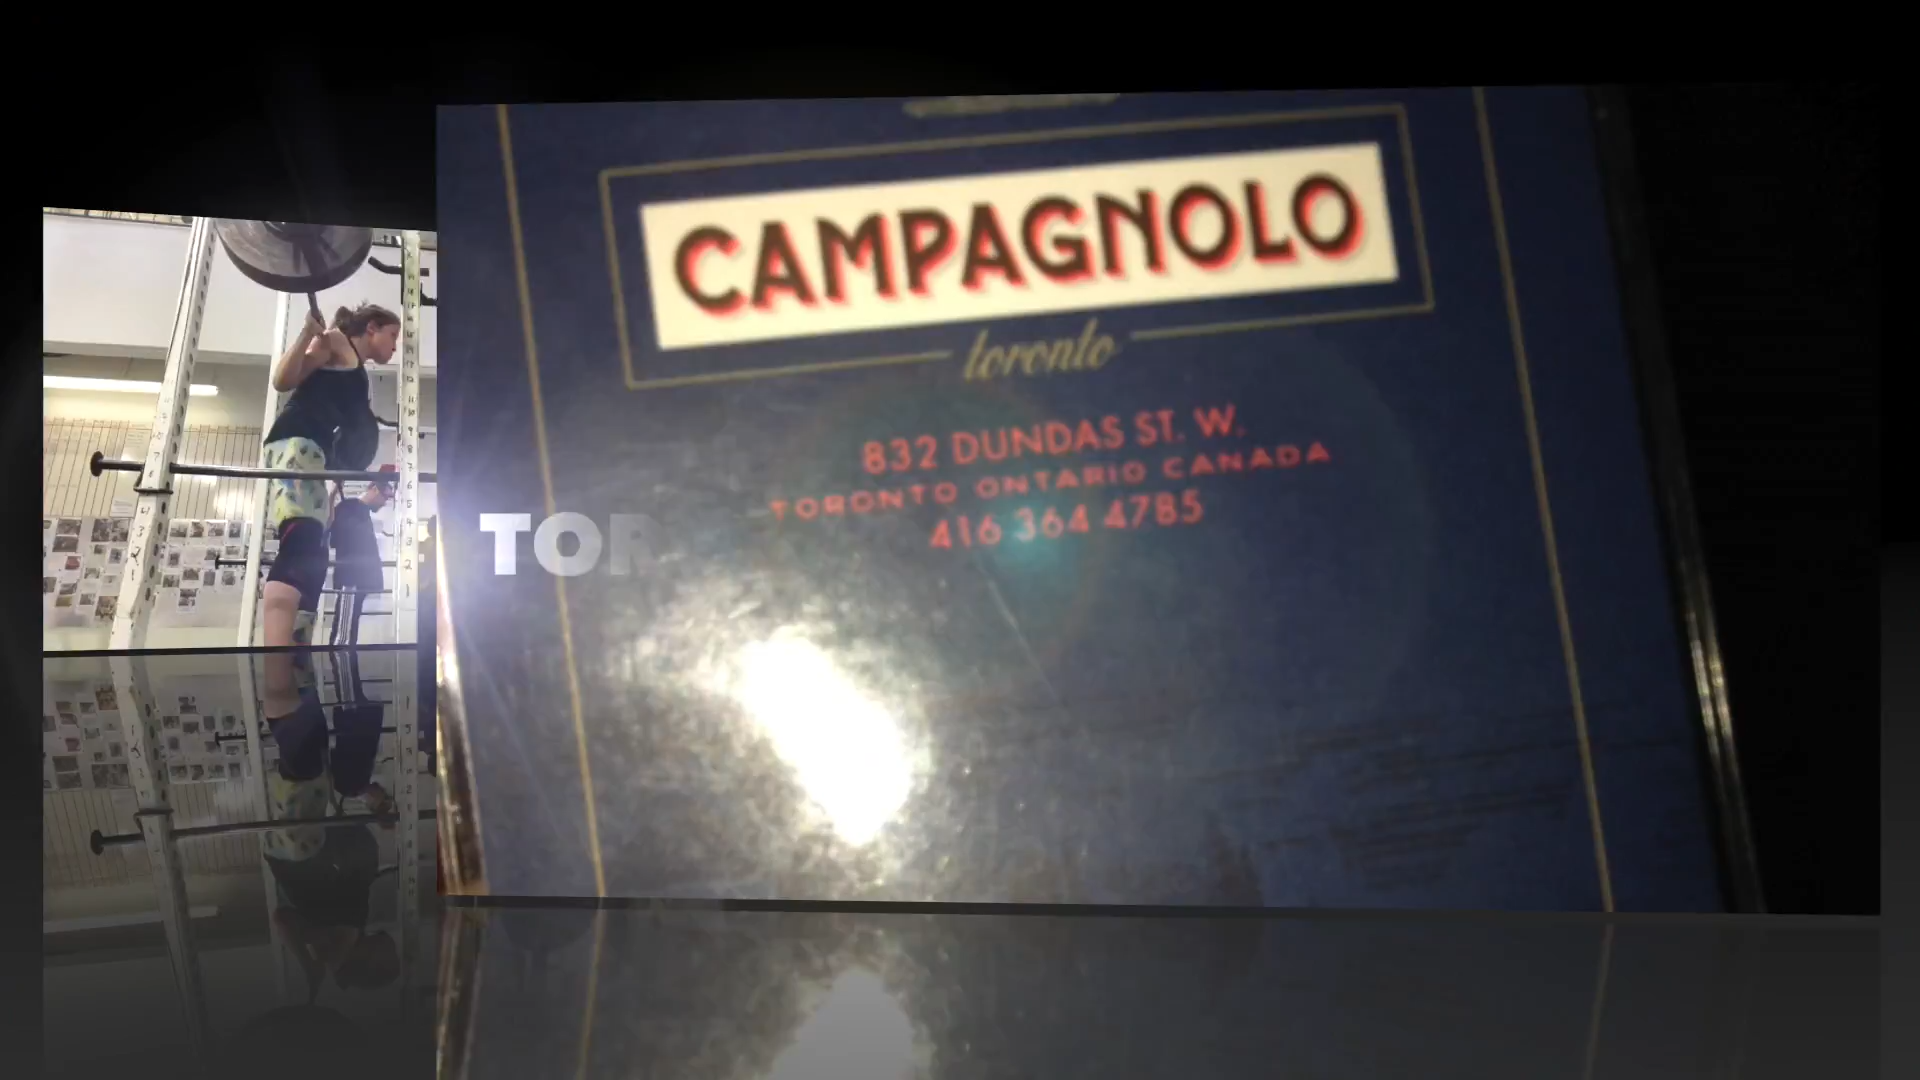 CAMPAGNOLO
toronto
832 DUNDAS ST. W.
TORONTO ONTARIO CANADA
416 364 4785
TOR